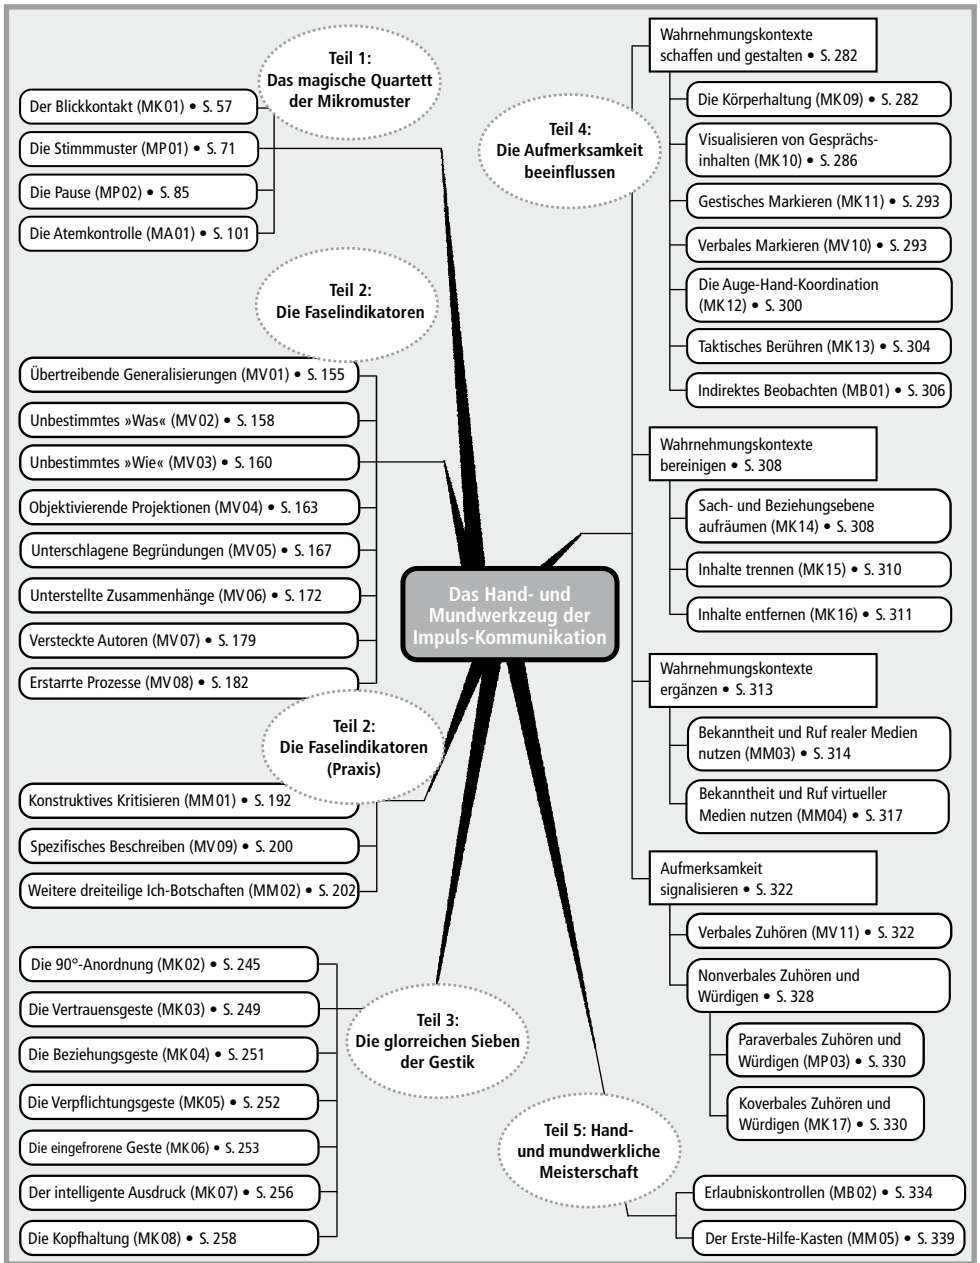 Teil 1:
Das magische Quartett
der Mikromuster
Der Blickkontakt (MK01) • S. 57
Die Stimmmuster (MP01) • S. 71
Die Pause (MP02) • S. 85
Die Atemkontrolle (MA01) • S. 101
Teil 2:
Die Faselindikatoren
Übertreibende Generalisierungen (MV01) • S. 155
Unbestimmtes »Was« (MV02) • S. 158
Unbestimmtes »Wie« (MV03) • S. 160
Objektivierende Projektionen (MV04) • S. 163
Unterschlagene Begründungen (MV05) • S. 167
Unterstellte Zusammenhänge (MV06) • S. 172
Versteckte Autoren (MV07) • S. 179
Erstarrte Prozesse (MV08) • S. 182
Teil 2:
Die Faselindikatoren
(Praxis)
Konstruktives Kritisieren (MM01) • S. 192
Spezifisches Beschreiben (MV09) • S. 200
Weitere dreiteilige Ich-Botschaften (MM02) • S. 202
Teil 3:
Die glorreichen Sieben
der Gestik
Die 90°-Anordnung (MK02) • S. 245
Die Vertrauensgeste (MK03) • S. 249
Die Beziehungsgeste (MK04) • S. 251
Die Verpflichtungsgeste (MK05) • S. 252
Die eingefrorene Geste (MK06) • S. 253
Der intelligente Ausdruck (MK07) • S. 256
Die Kopfhaltung (MK08) • S. 258
Das Hand- und
Mundwerkzeug der
Impuls-Kommunikation
Teil 4:
Die Aufmerksamkeit
beeinflussen
Wahrnehmungskontexte
schaffen und gestalten • S. 282
Die Körperhaltung (MK09) • S. 282
Visualisieren von Gesprächs-
inhalten (MK10) • S. 286
Gestisches Markieren (MK11) • S. 293
Verbales Markieren (MV10) • S. 293
Die Auge-Hand-Koordination
(MK12) • S. 300
Taktisches Berühren (MK13) • S. 304
Indirektes Beobachten (MB01) • S. 306
Wahrnehmungskontexte
bereinigen • S. 308
Sach- und Beziehungsebene
aufräumen (MK14) • S. 308
Inhalte trennen (MK15) • S. 310
Inhalte entfernen (MK16) • S. 311
Wahrnehmungskontexte
ergänzen • S. 313
Bekanntheit und Ruf realer Medien
nutzen (MM03) • S. 314
Bekanntheit und Ruf virtueller
Medien nutzen (MM04) • S. 317
Aufmerksamkeit
signalisieren • S. 322
Verbales Zuhören (MV11) • S. 322
Nonverbales Zuhören und
Würdigen • S. 328
Paraverbales Zuhören und
Würdigen (MP03) • S. 330
Koverbales Zuhören und
Würdigen (MK17) • S. 330
Teil 5: Hand-
und mundwerkliche
Meisterschaft
Erlaubniskontrollen (MB02) • S. 334
Der Erste-Hilfe-Kasten (MM05) • S. 339